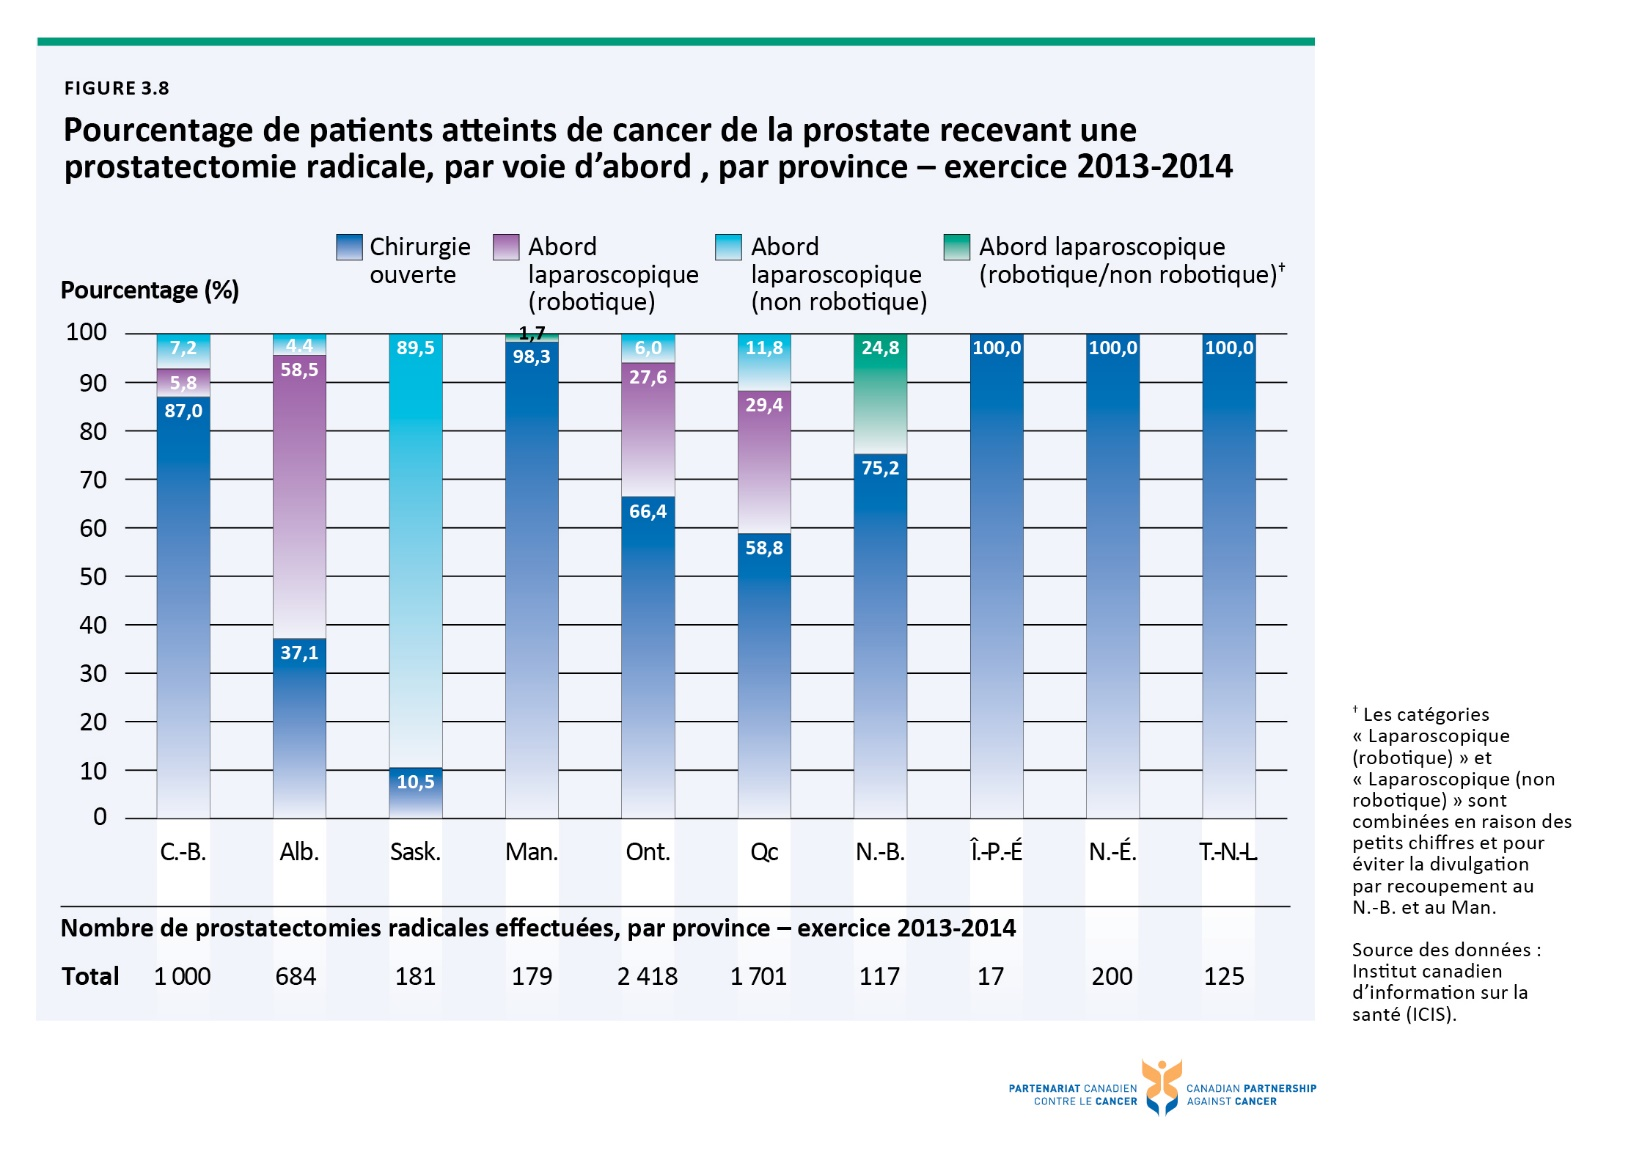 FIGURE 3.8
Pourcentage de patients atteints de cancer de la prostate recevant une
prostatectomie radicale, par voie d’abord , par province – exercice 2013-2014
Chirurgie
ouverte
Abord
laparoscopique
(robotique)
Abord
laparoscopique
(non robotique)
Abord laparoscopique
(robotique/non robotique)†
Pourcentage (%)
100
90
80
70
60
50
40
30
20
10
0
7,2
5,8
87,0
4.4
58,5
37,1
89,5
10,5
1,7
98,3
6,0
27,6
66,4
11,8
29,4
58,8
24,8
75,2
100,0
100,0
100,0
C.-B. Alb. Sask. Man. Ont. Qc N.-B. Î.-P.-É N.-É. T.-N.-L.
Nombre de prostatectomies radicales effectuées, par province – exercice 2013-2014
Total 1 000 684 181 179 2 418 1 701 117 17 200 125
† Les catégories
« Laparoscopique
(robotique) » et
« Laparoscopique (non
robotique) » sont
combinées en raison des
petits chiffres et pour
éviter la divulgation
par recoupement au
N.-B. et au Man.
Source des données :
Institut canadien
d’information sur la
santé (ICIS).
PARTENARIAT CANADIEN
CONTRE LE CANCER
CANADIAN PARTNERSHIP
AGAINST CANCER